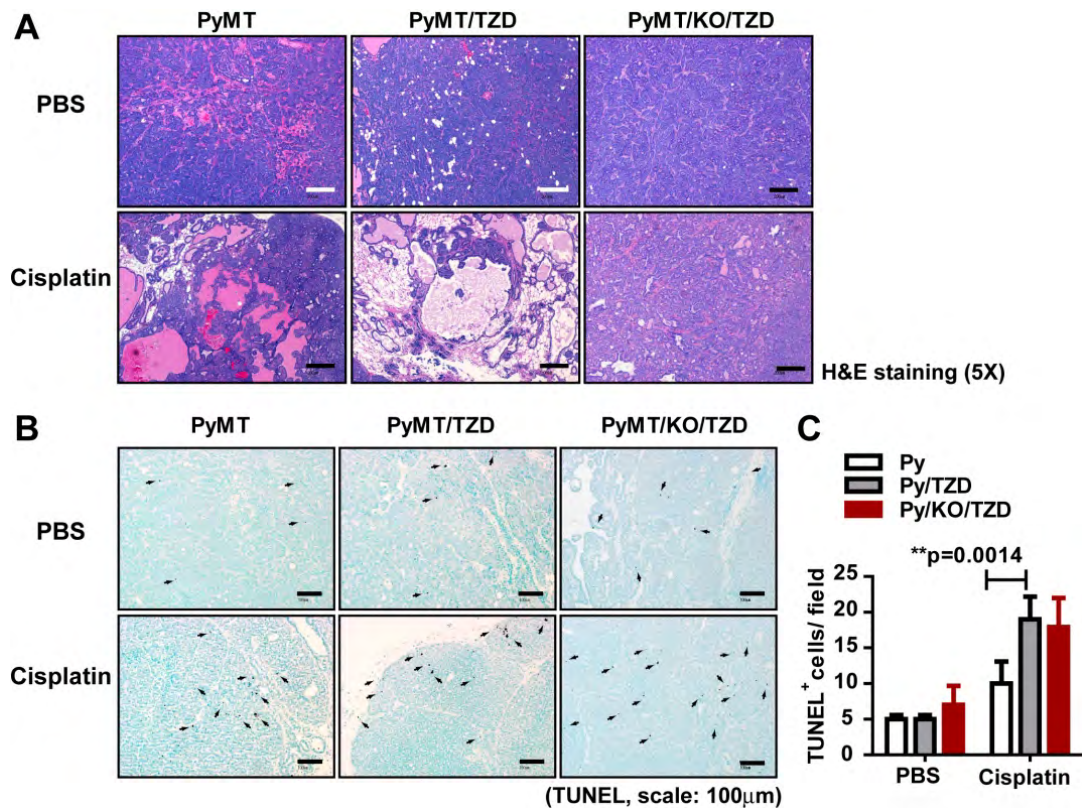 A
PyMT PyMT/TZD PyMT/KO/TZD
PBS
Cisplatin
H&E staining (5X)
B
PyMT PyMT/TZD PyMT/KO/TZD
PBS
Cisplatin
(TUNEL, scale: 100μm)
C
Py
Py/TZD
Py/KO/TZD
**p=0.0014
TUNEL+ cells/ field
25
20
15
10
5
0
PBS Cisplatin